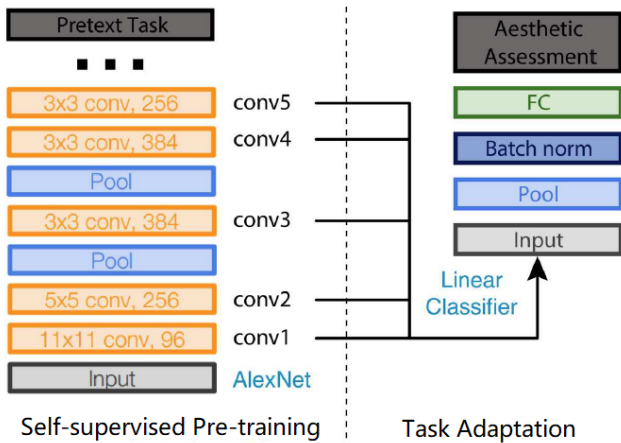 Pretext Task
3x3 conv, 256
conv5
3x3 conv, 384
conv4
Pool
3x3 conv, 384
conv3
Pool
5x5 conv, 256
conv2
11x11 conv, 96
conv1
Input
AlexNet
Self-supervised Pre-training
Aesthetic
Assessment
FC
Batch norm
Pool
Input
Linear
Classifier
Task Adaptation